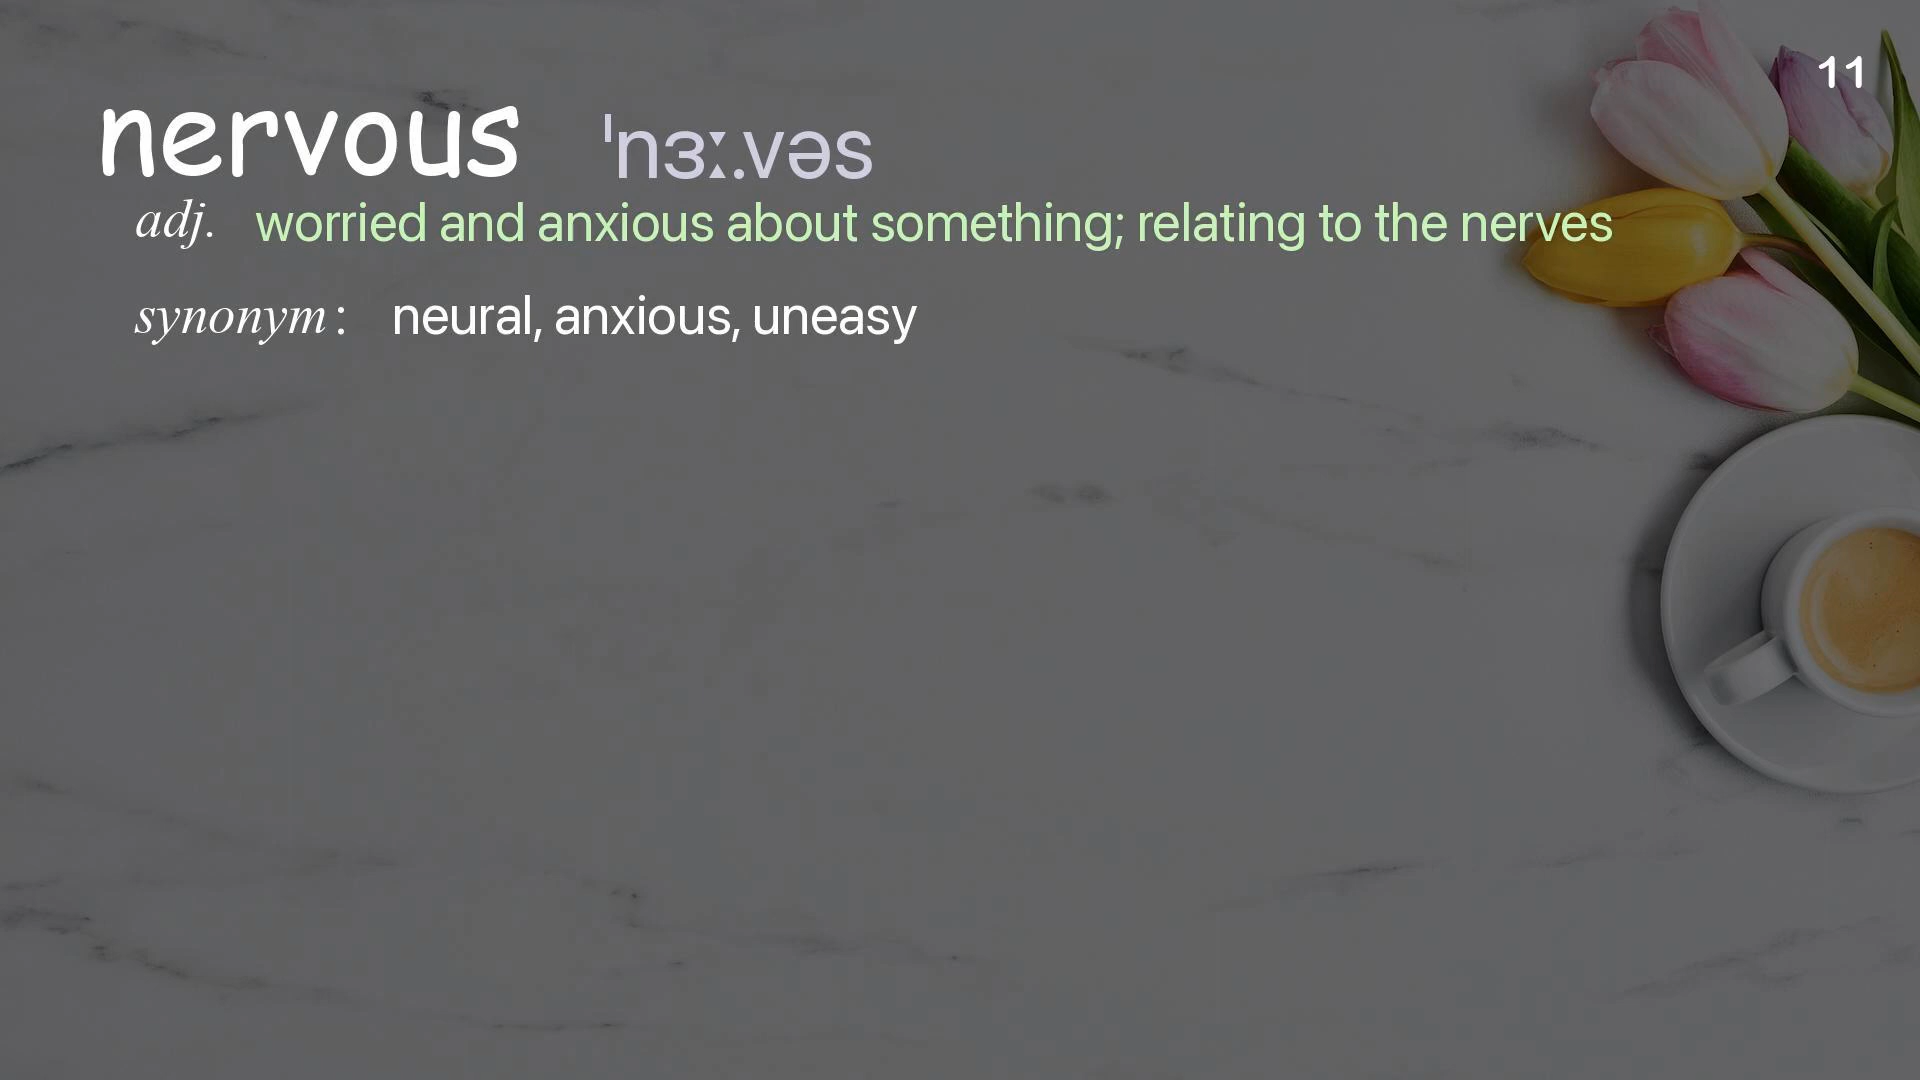 11
nervous ˈnɜː.vəs
adj. worried and anxious about something; relating to the nerves
synonym: neural, anxious, uneasy